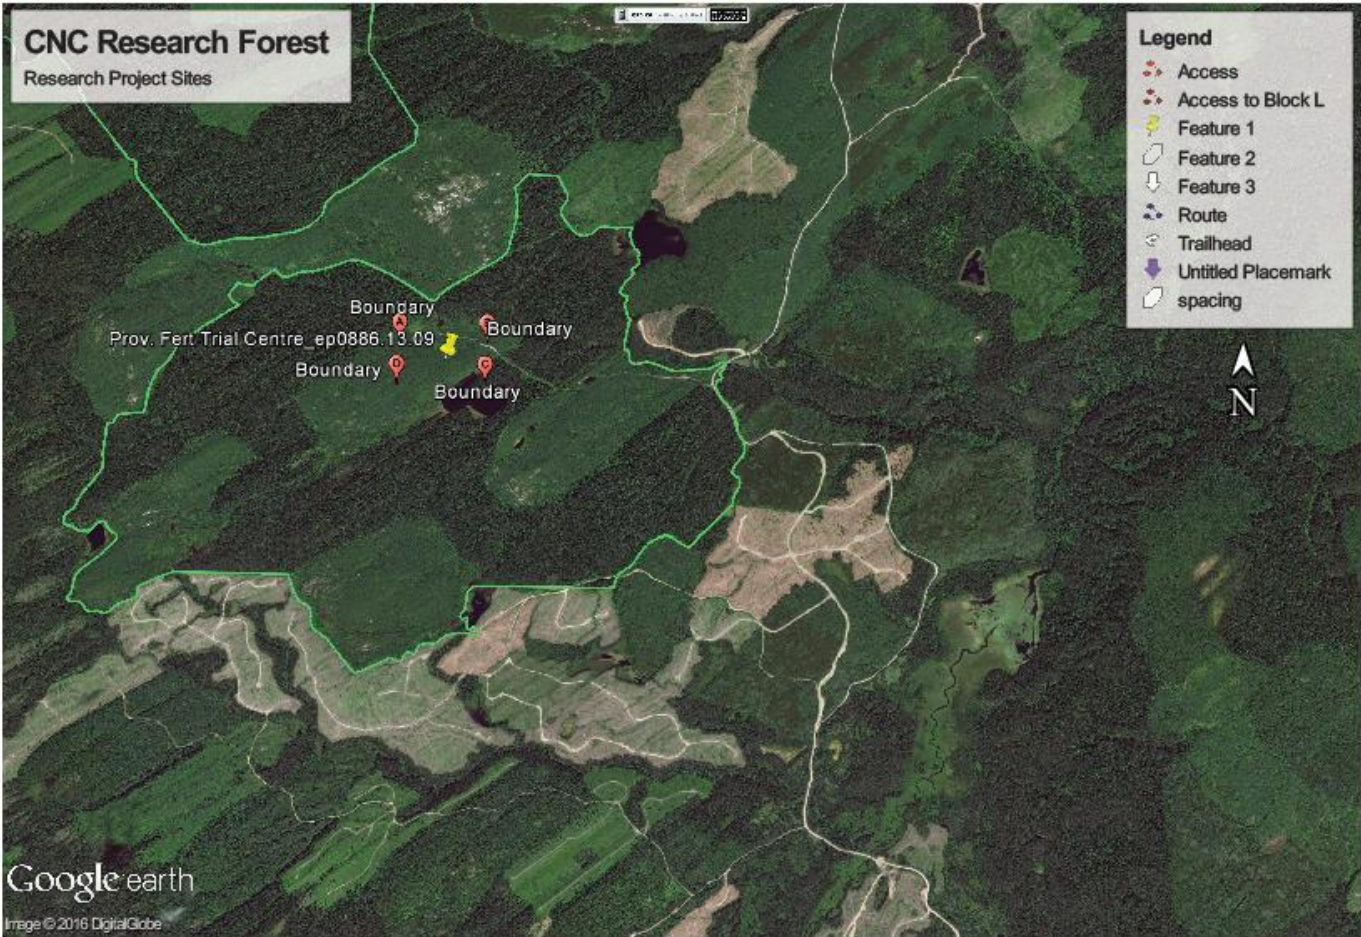 CNC Research Forest
Research Project Sites
Legend
Access
Access to Block L
Feature 1
Feature 2
Feature 3
Route
Trailhead
Untitled Placemark
spacing
N
Boundary
A
Boundary
Prov. Fert Trial Centre_ep0886.13.09
Boundary
D
C
Boundary
Google earth
Image © 2016 DigitalGlobe